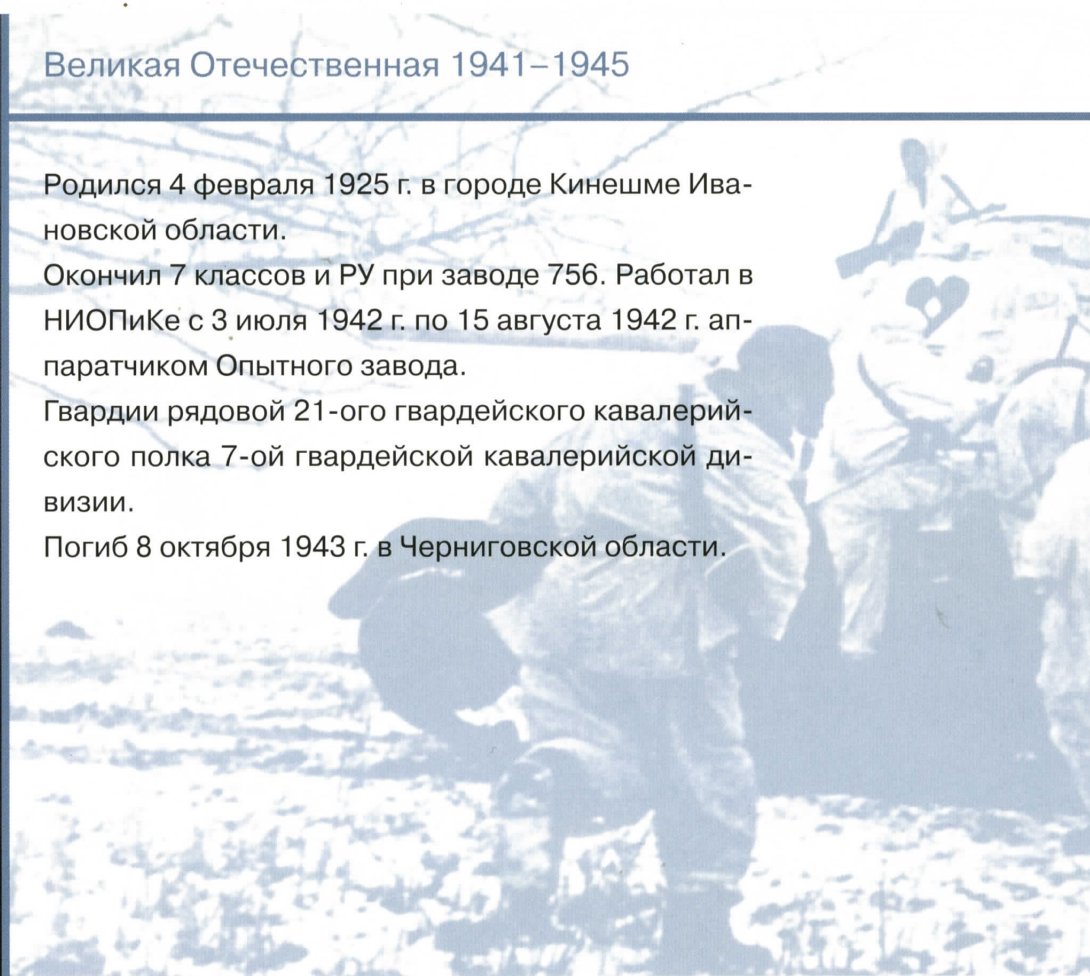 Великая Отечественная 1941–1945
Родился 4 февраля 1925 г. в городе Кинешме Ива-
новской области.
Окончил 7 классов и РУ при заводе 756. Работал в
НИОПиКе с 3 июля 1942 г. по 15 августа 1942 г. ап-
паратчиком Опытного завода.
Гвардии рядовой 21-ого гвардейского кавалерий-
ского полка 7-ой гвардейской кавалерийской ди-
визии.
Погиб 8 октября 1943 г. в Черниговской области.